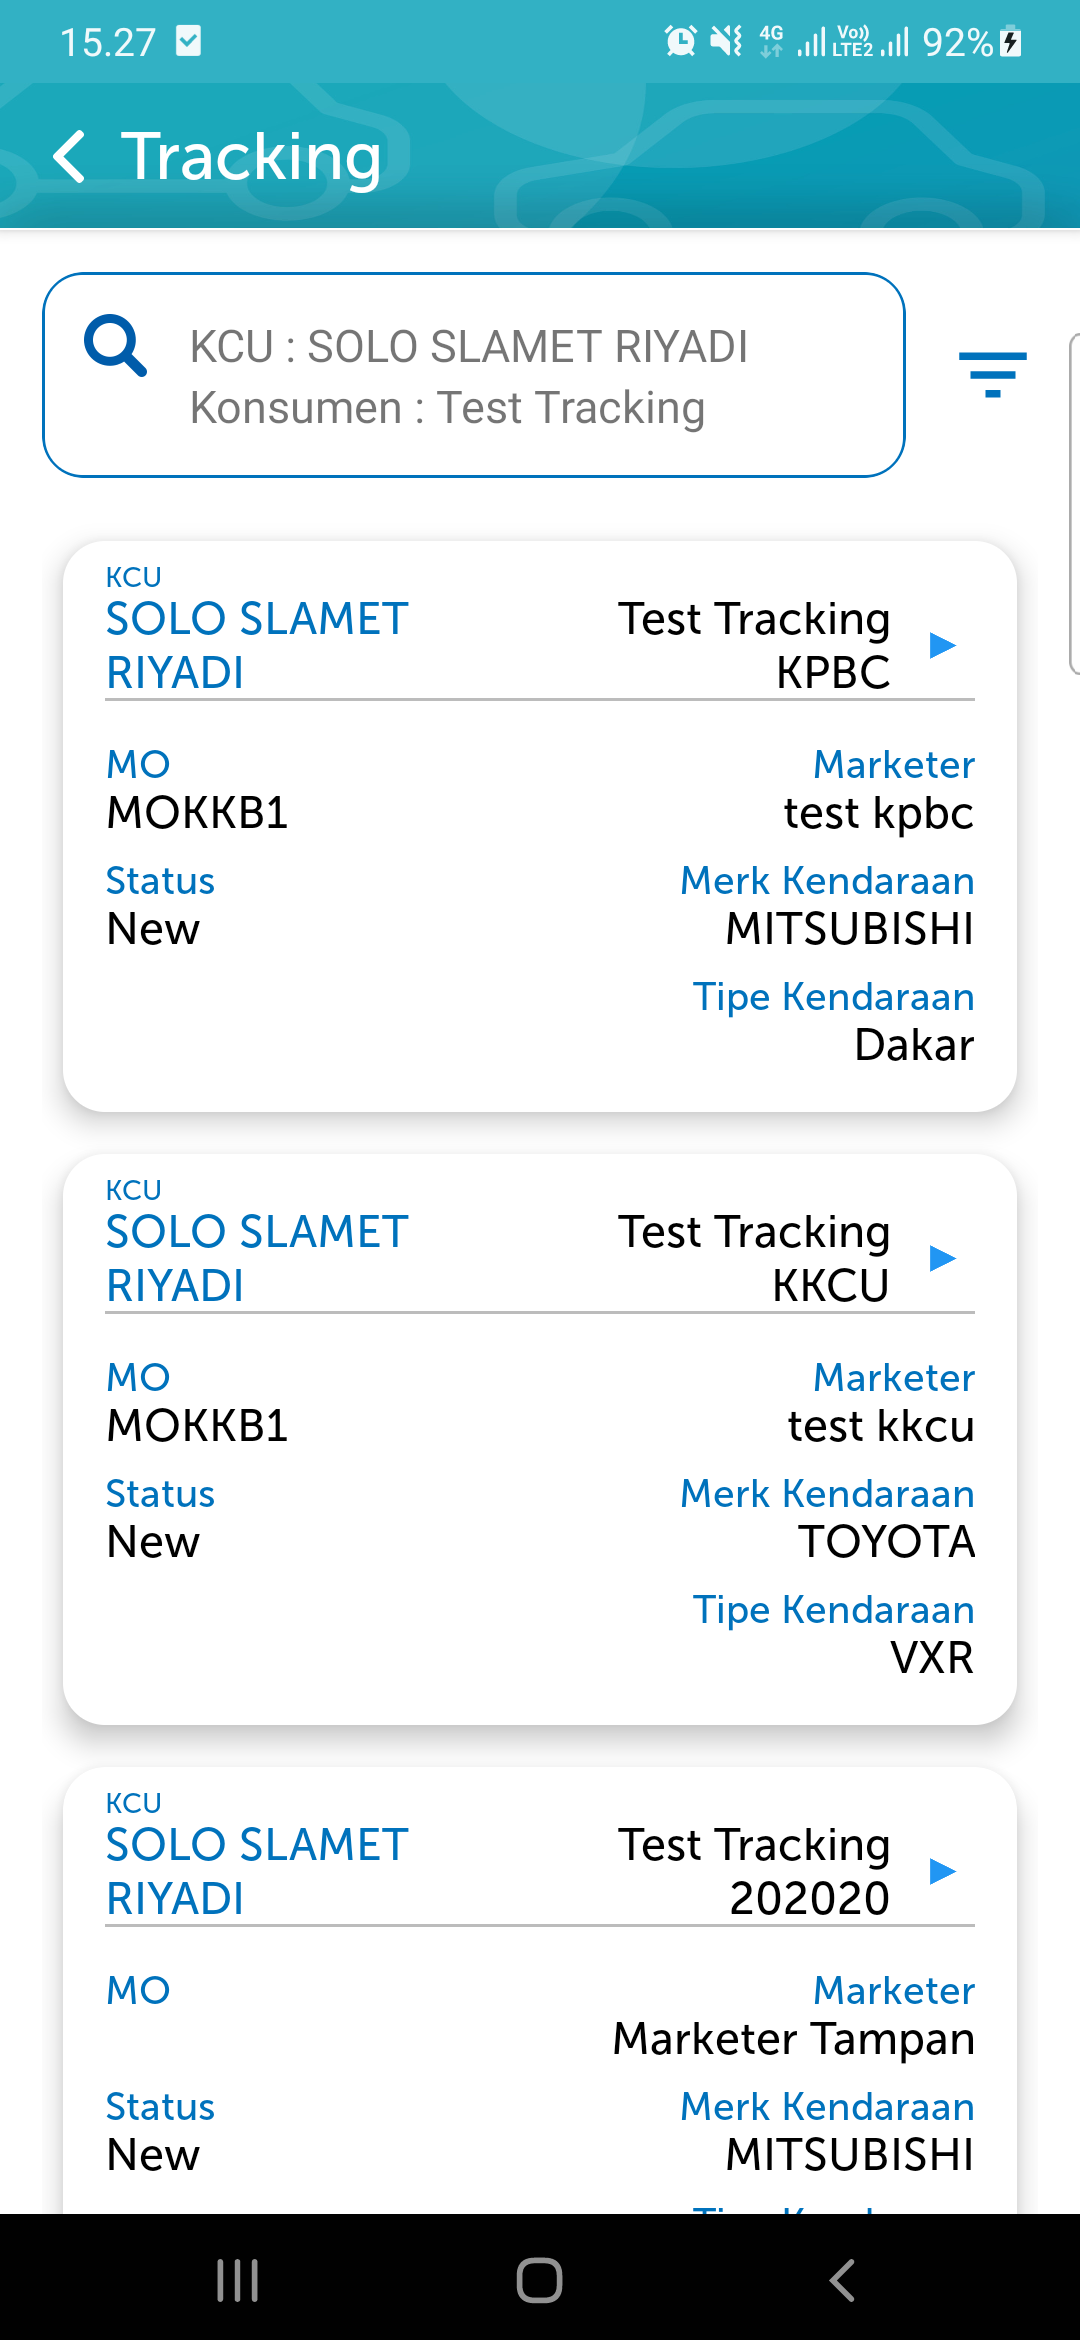 15.27
4G Vo)) LTE2 92%
Tracking
KCU : SOLO SLAMET RIYADI
Konsumen : Test Tracking
KCU
SOLO SLAMET RIYADI
Test Tracking KPBC
MO
MOKKB1
Marketer
test kpbc
Status
New
Merk Kendaraan
MITSUBISHI
Tipe Kendaraan
Dakar
KCU
SOLO SLAMET RIYADI
Test Tracking KKCU
MO
MOKKB1
Marketer
test kkcu
Status
New
Merk Kendaraan
TOYOTA
Tipe Kendaraan
VXR
KCU
SOLO SLAMET RIYADI
Test Tracking 202020
MO
Marketer
Marketer Tampan
Status
New
Merk Kendaraan
MITSUBISHI